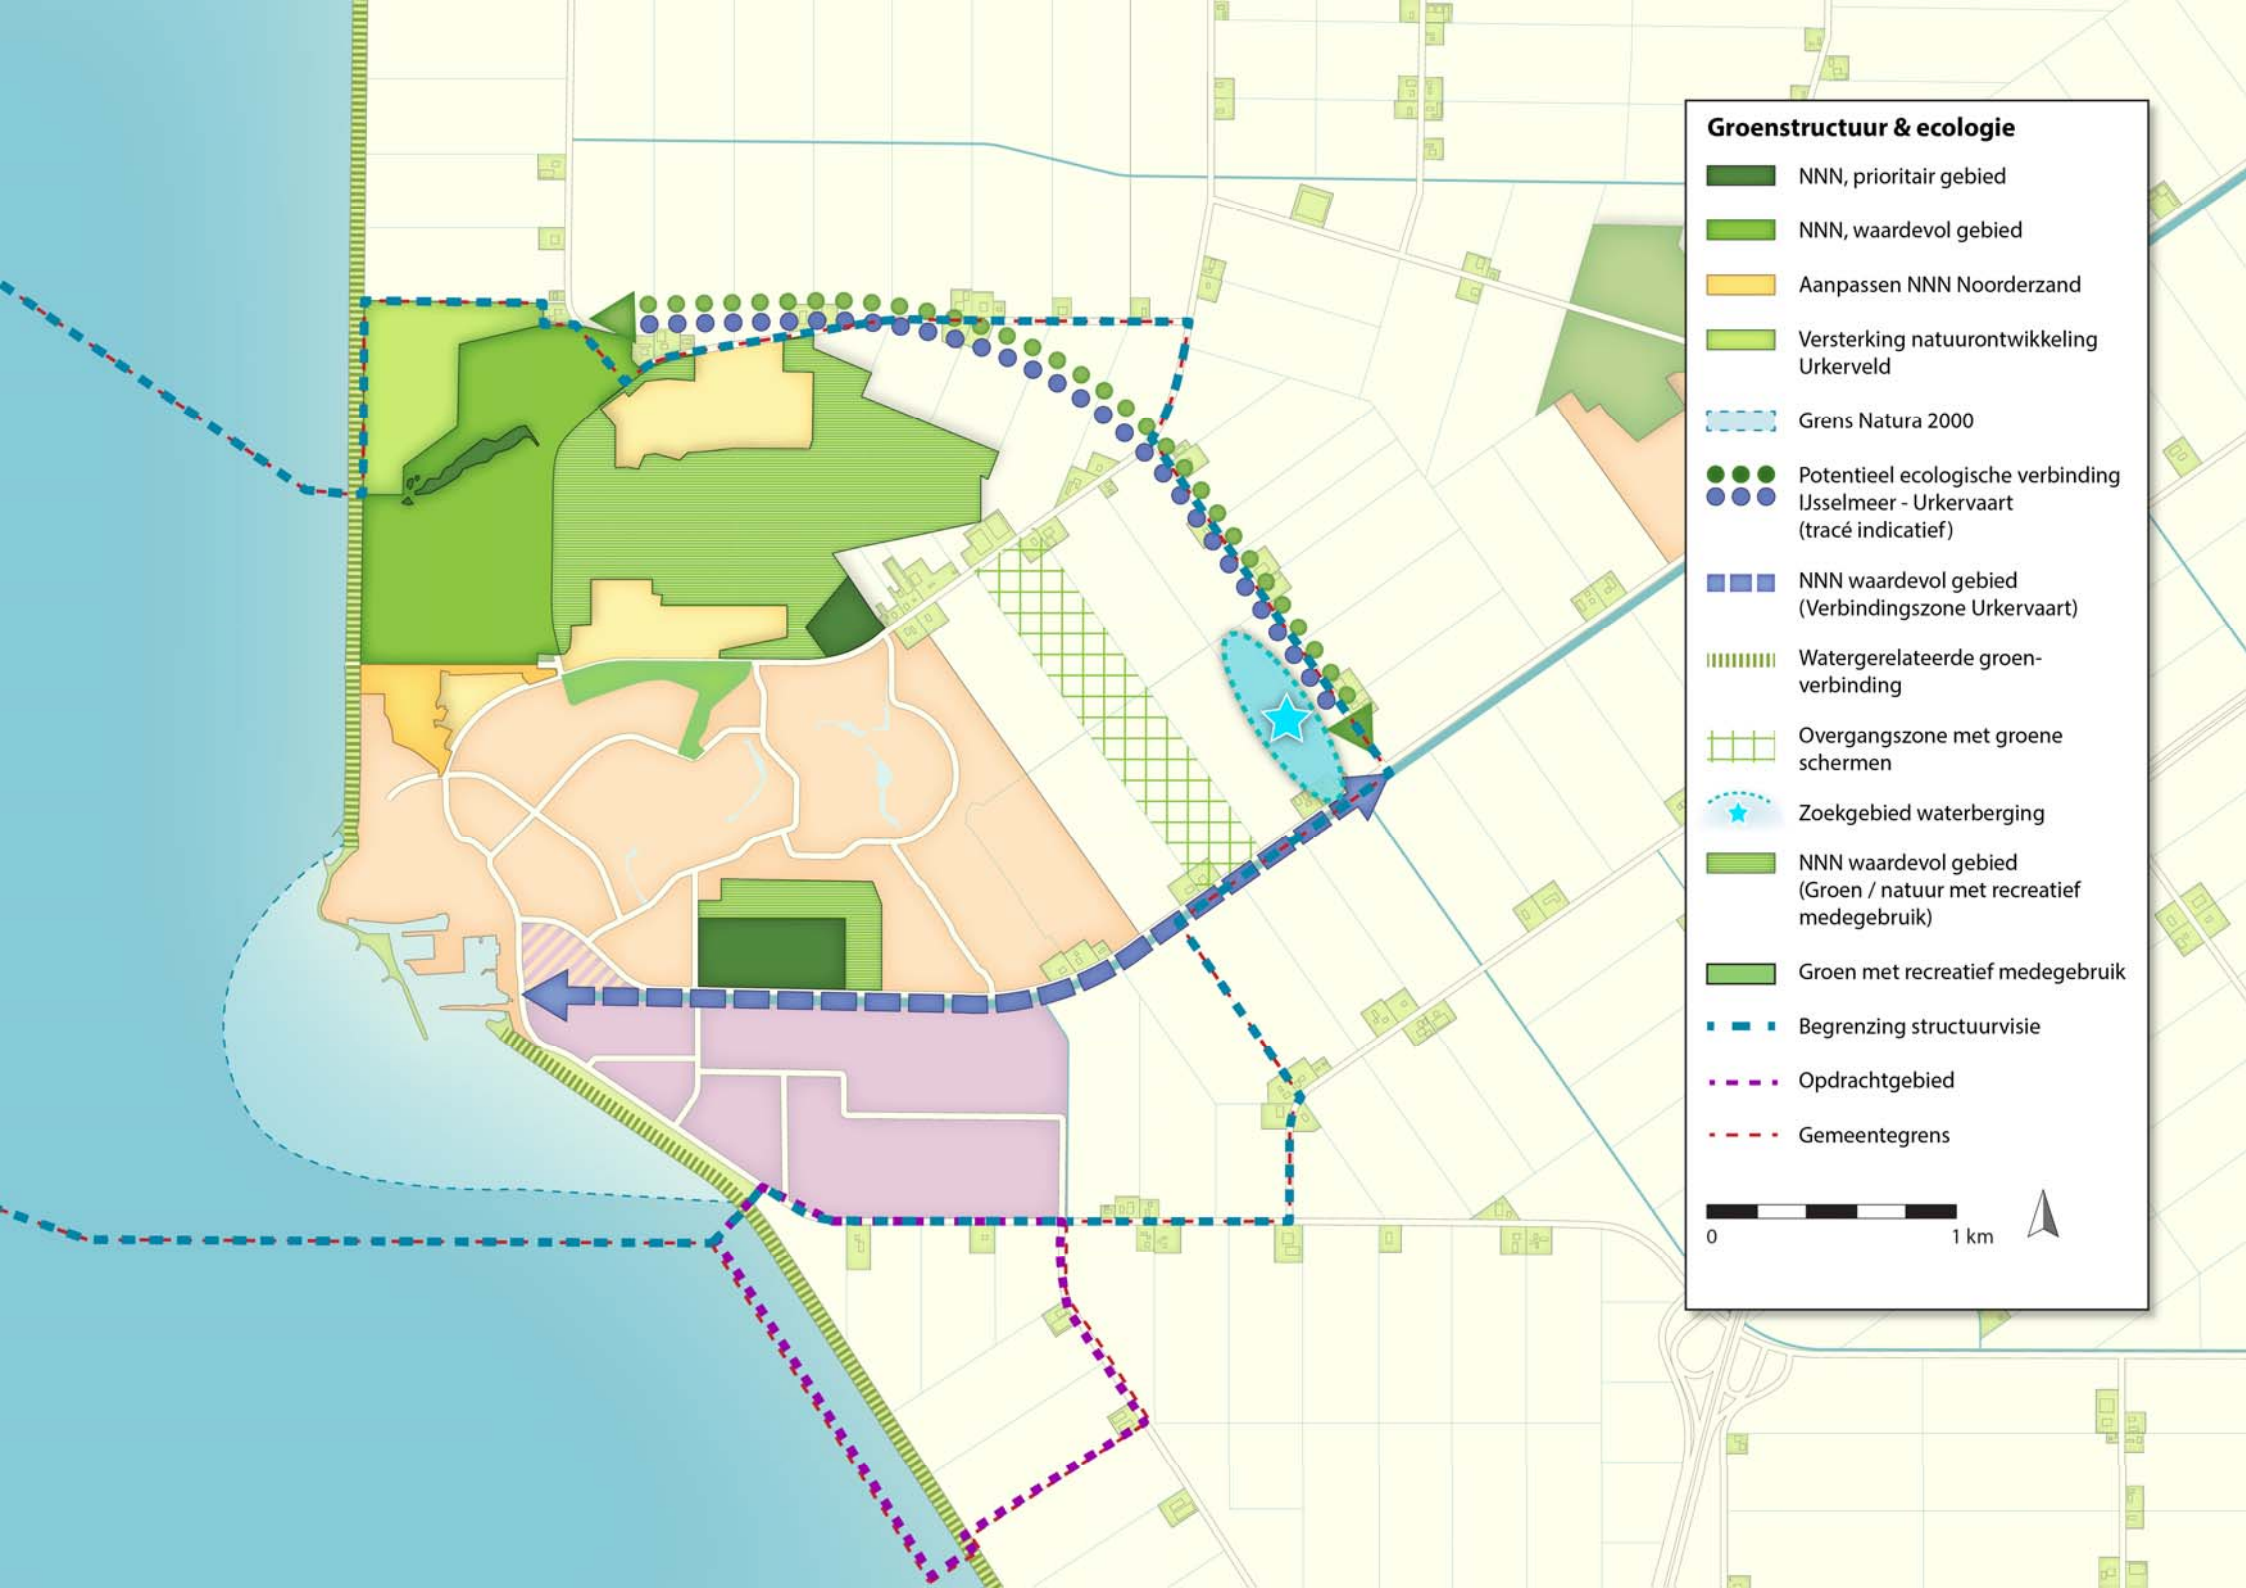 Groenstructuur & ecologie
NNN, prioritair gebied
NNN, waardevol gebied
Aanpassen NNN Noorderzand
Versterking natuurontwikkeling
Urkerveld
Grens Natura 2000
Potentieel ecologische verbinding
IJsselmeer - Urkervaart
(tracé indicatief)
NNN waardevol gebied
(Verbindingszone Urkervaart)
Watergerelateerde groen-
verbinding
Overgangszone met groene
schermen
Zoekgebied waterberging
NNN waardevol gebied
(Groen / natuur met recreatief
medegebruik)
Groen met recreatief medegebruik
Begrenzing structuurvisie
Opdrachtgebied
Gemeentegrens
0 1 km